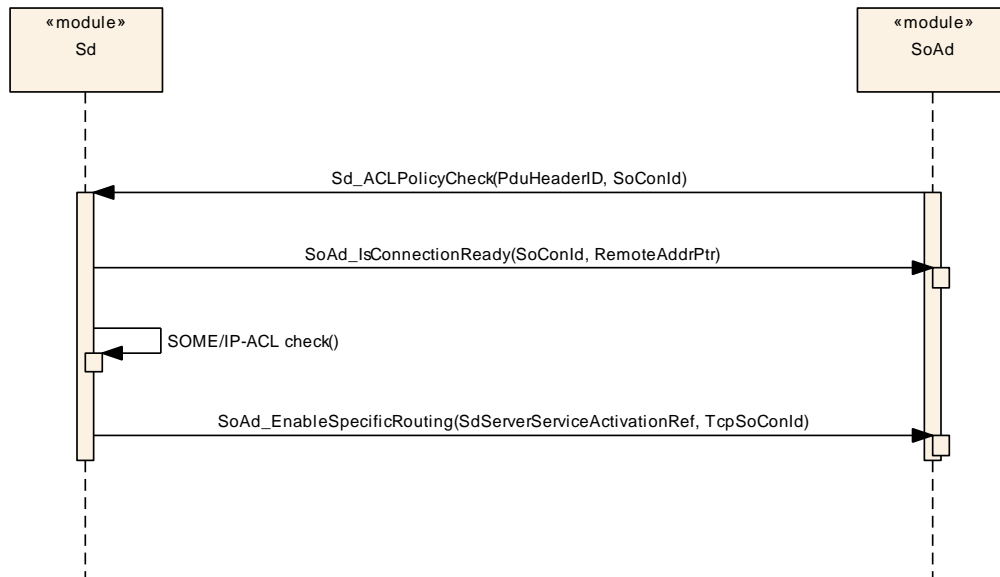 «module»
Sd
«module»
SoAd
Sd_ACLPolicyCheck(PduHeaderID, SoConId)
SoAd_IsConnectionReady(SoConId, RemoteAddrPtr)
SOME/IP-ACL check()
SoAd_EnableSpecificRouting(SdServerServiceActivationRef, TcpSoConId)